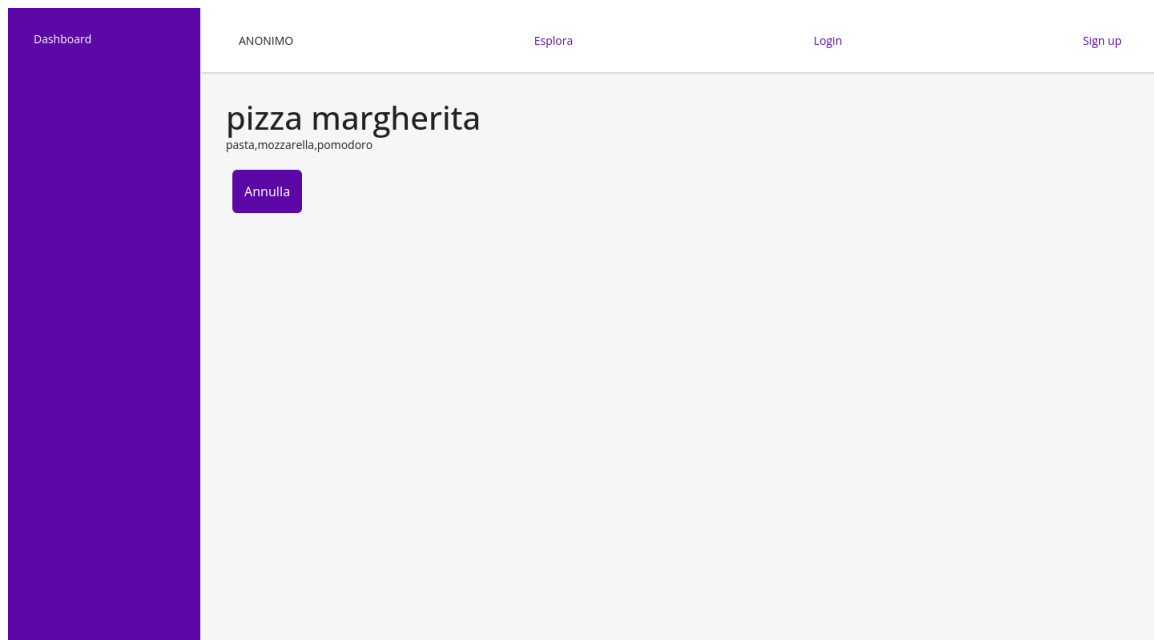 Dashboard
ANONIMO Esplora Login Sign up
pizza margherita
pasta,mozzarella,pomodoro
Annulla